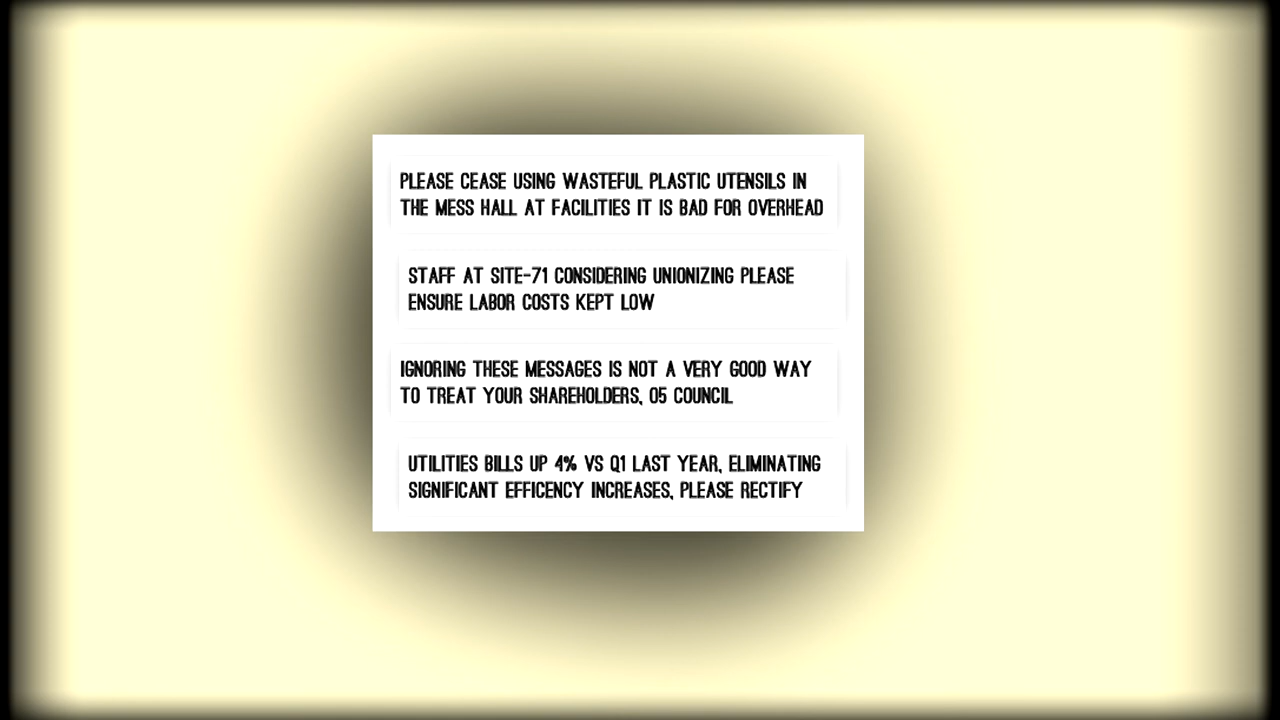 PLEASE CEASE USING WASTEFUL PLASTIC UTENSILS IN
THE MESS HALL AT FACILITIES IT IS BAD FOR OVERHEAD
STAFF AT SITE-71 CONSIDERING UNIONIZING PLEASE
ENSURE LABOR COSTS KEPT LOW
IGNORING THESE MESSAGES IS NOT A VERY GOOD WAY
TO TREAT YOUR SHAREHOLDERS, O5 COUNCIL
UTILITIES BILLS UP 4% VS Q1 LAST YEAR, ELIMINATING
SIGNIFICANT EFFICENCY INCREASES, PLEASE RECTIFY